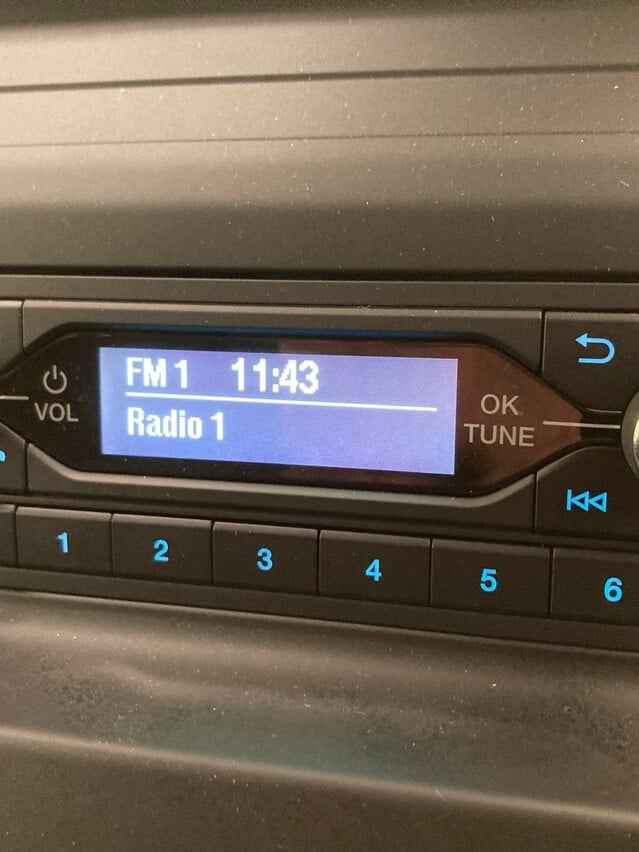 FM 1 11:43
Radio 1
VOL
OK
TUNE
1 2 3 4 5 6